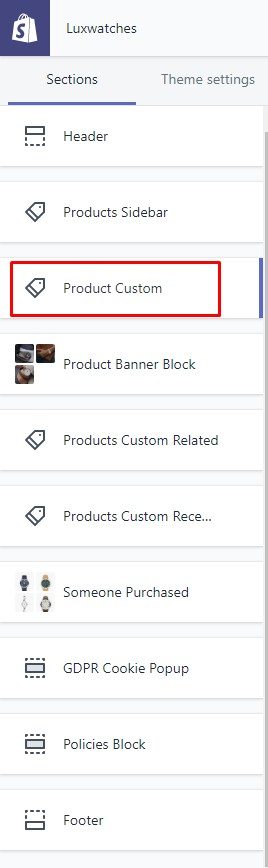 Luxwatches
Sections Theme settings
Header
Products Sidebar
Product Custom
Product Banner Block
Products Custom Related
Products Custom Rece...
Someone Purchased
GDPR Cookie Popup
Policies Block
Footer